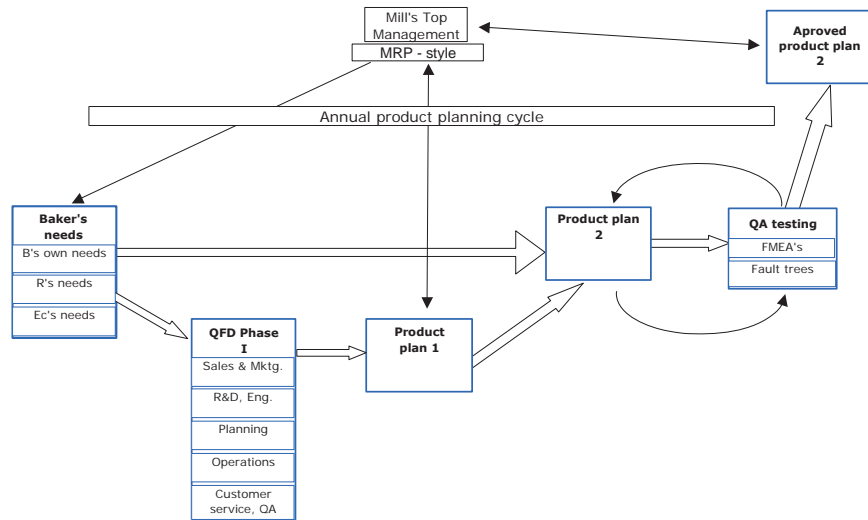 Mill's Top
Management
MRP - style
Aproved
product plan
2
Annual product planning cycle
Baker's
needs
B's own needs
R's needs
Ec's needs
QFD Phase
I
Sales & Mktg.
R&D, Eng.
Planning
Operations
Customer
service, QA
Product
plan 1
Product plan
2
QA testing
FMEA's
Fault trees